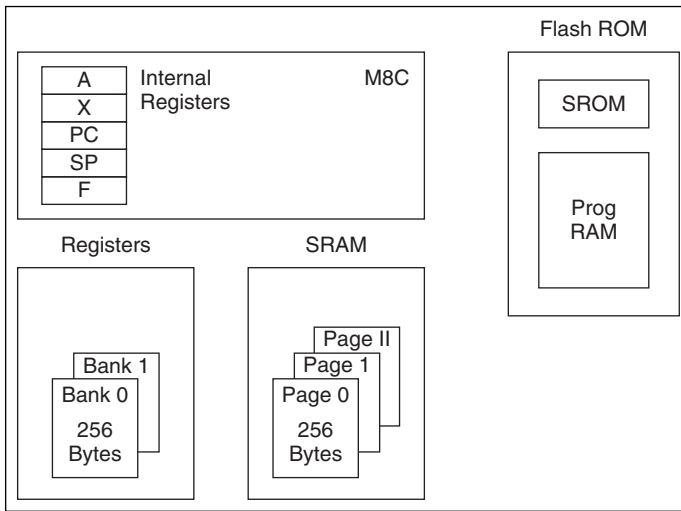 Flash ROM
A
X
PC
SP
F
Internal
Registers
M8C
SROM
Prog
RAM
Registers
SRAM
Bank 1
Bank 0
256
Bytes
Page II
Page 1
Page 0
256
Bytes